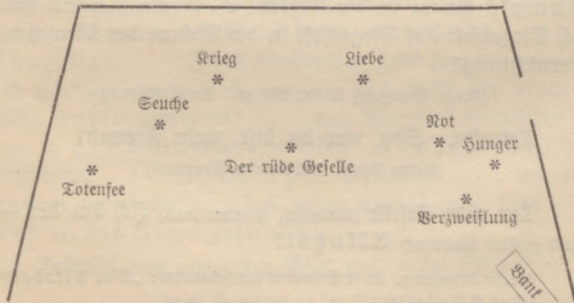 Krieg
Liebe
Seuche
Not
Hunger
Der rüde Geselle
Totenfee
Verzweiflung
Bank